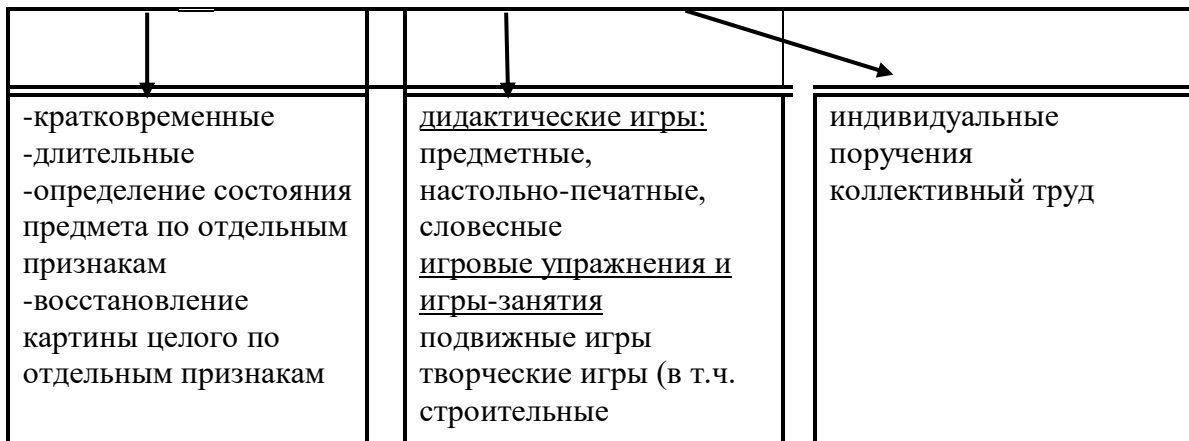 -кратковременные
-длительные
-определение состояния
предмета по отдельным
признакам
-восстановление
картины целого по
отдельным признакам
дидактические игры:
предметные,
настольно-печатные,
словесные
игровые упражнения и
игры-занятия
подвижные игры
творческие игры (в т.ч.
строительные
индивидуальные
поручения
коллективный труд